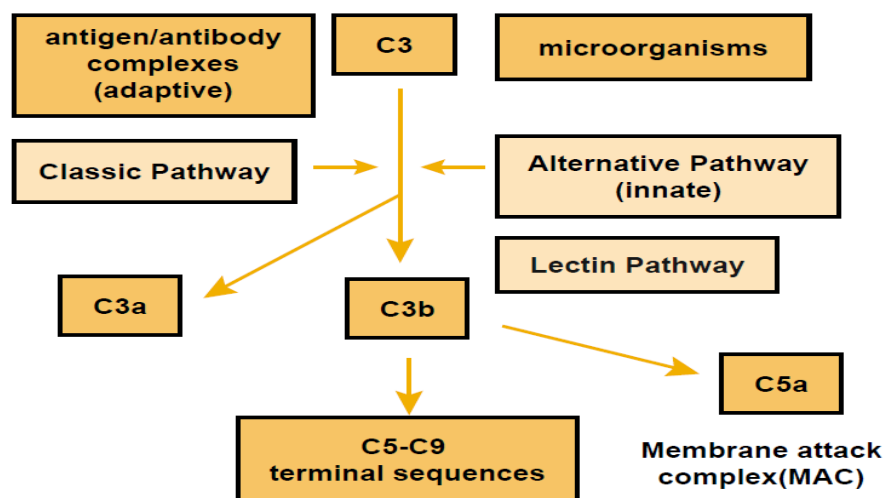 antigen/antibody
complexes
(adaptive)
C3
microorganisms
Classic Pathway
Alternative Pathway
(innate)
Lectin Pathway
C3a
C3b
C5a
C5-C9
terminal sequences
Membrane attack
complex(MAC)